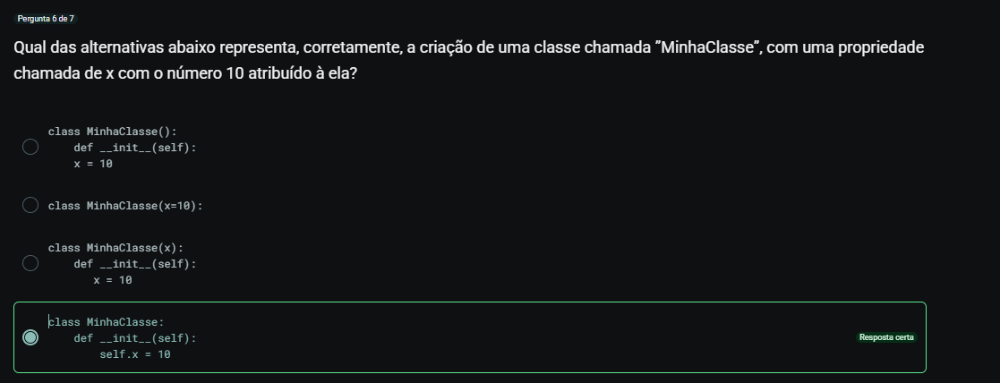 Pergunta 6 de 7
Qual das alternativas abaixo representa, corretamente, a criação de uma classe chamada ”MinhaClasse”, com uma propriedade
chamada de x com o número 10 atribuído à ela?
class MinhaClasse():
    def __init__(self):
    x = 10
class MinhaClasse(x=10):
class MinhaClasse(x):
    def __init__(self):
       x = 10
class MinhaClasse:
    def __init__(self):
        self.x = 10
Resposta certa